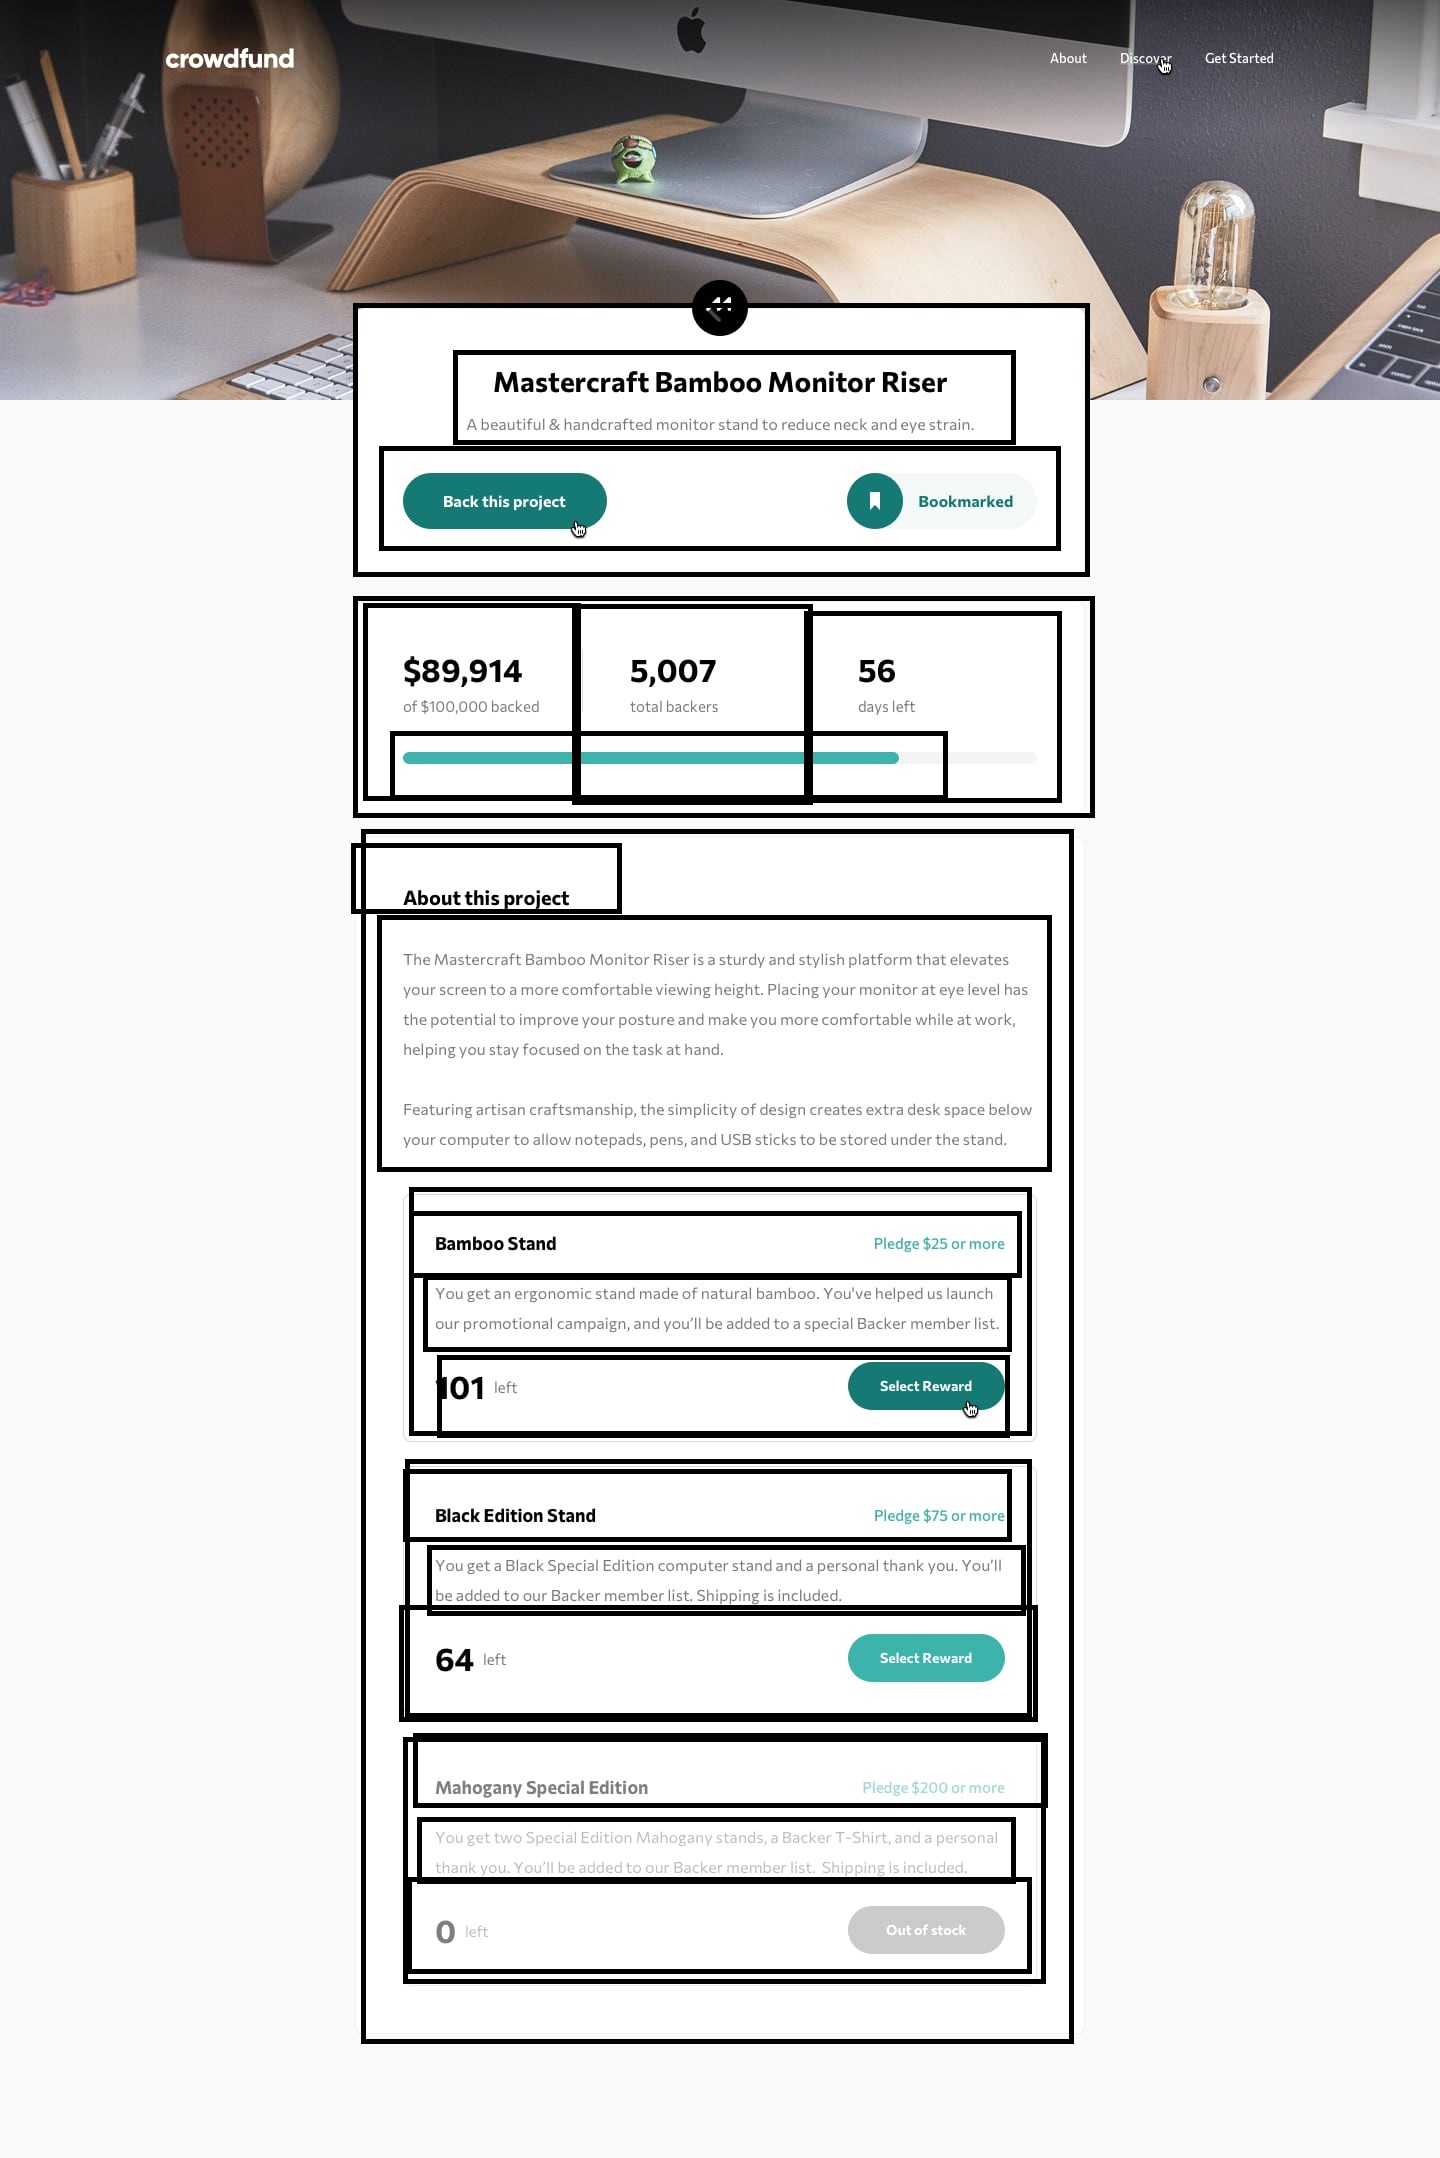 crowdfund
About
Discover
Get Started
Mastercraft Bamboo Monitor Riser
A beautiful & handcrafted monitor stand to reduce neck and eye strain.
Back this project
Bookmarked
$89,914
of $100,000 backed
5,007
total backers
56
days left
About this project
The Mastercraft Bamboo Monitor Riser is a sturdy and stylish platform that elevates
your screen to a more comfortable viewing height. Placing your monitor at eye level has
the potential to improve your posture and make you more comfortable while at work,
helping you stay focused on the task at hand.
Featuring artisan craftsmanship, the simplicity of design creates extra desk space below
your computer to allow notepads, pens, and USB sticks to be stored under the stand.
Bamboo Stand
Pledge $25 or more
You get an ergonomic stand made of natural bamboo. You've helped us launch
our promotional campaign, and you’ll be added to a special Backer member list.
101 left
Select Reward
Black Edition Stand
Pledge $75 or more
You get a Black Special Edition computer stand and a personal thank you. You’ll
be added to our Backer member list. Shipping is included.
64 left
Select Reward
Mahogany Special Edition
Pledge $200 or more
You get two Special Edition Mahogany stands, a Backer T-Shirt, and a personal
thank you. You’ll be added to our Backer member list.  Shipping is included.
0 left
Out of stock